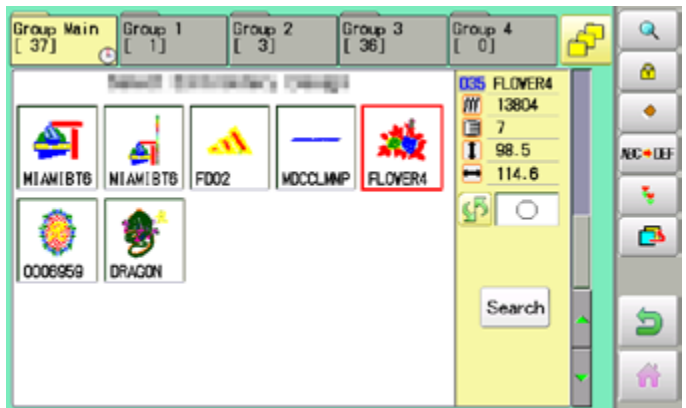 Group Main
[ 37]
Group 1
[ 1]
Group 2
[ 3]
Group 3
[ 36]
Group 4
[ 0]
035 FLOWER4
13804
7
98.5
114.6
MIAMIBT6
MIAMIBT6
F002
MDCCLMNP
FLOWER4
0006959
DRAGON
Search
ABC DEF